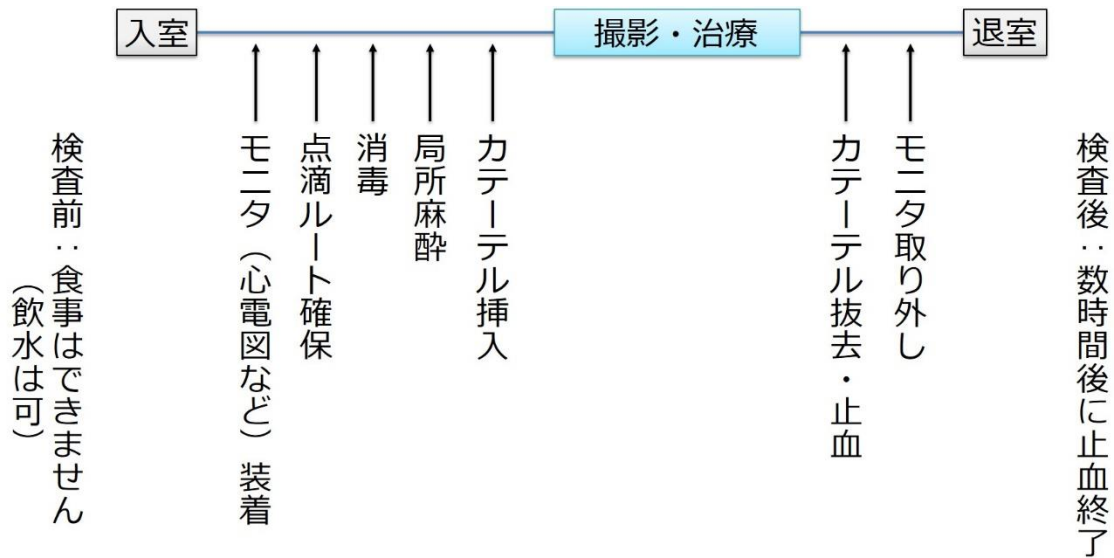 入室
撮影・治療
退室
検査前：食事はできません
（飲水は可）
モニタ（心電図など）装着
点滴ルート確保
消毒
局所麻酔
カテーテル挿入
カテーテル抜去・止血
モニタ取り外し
検査後：数時間後に止血終了